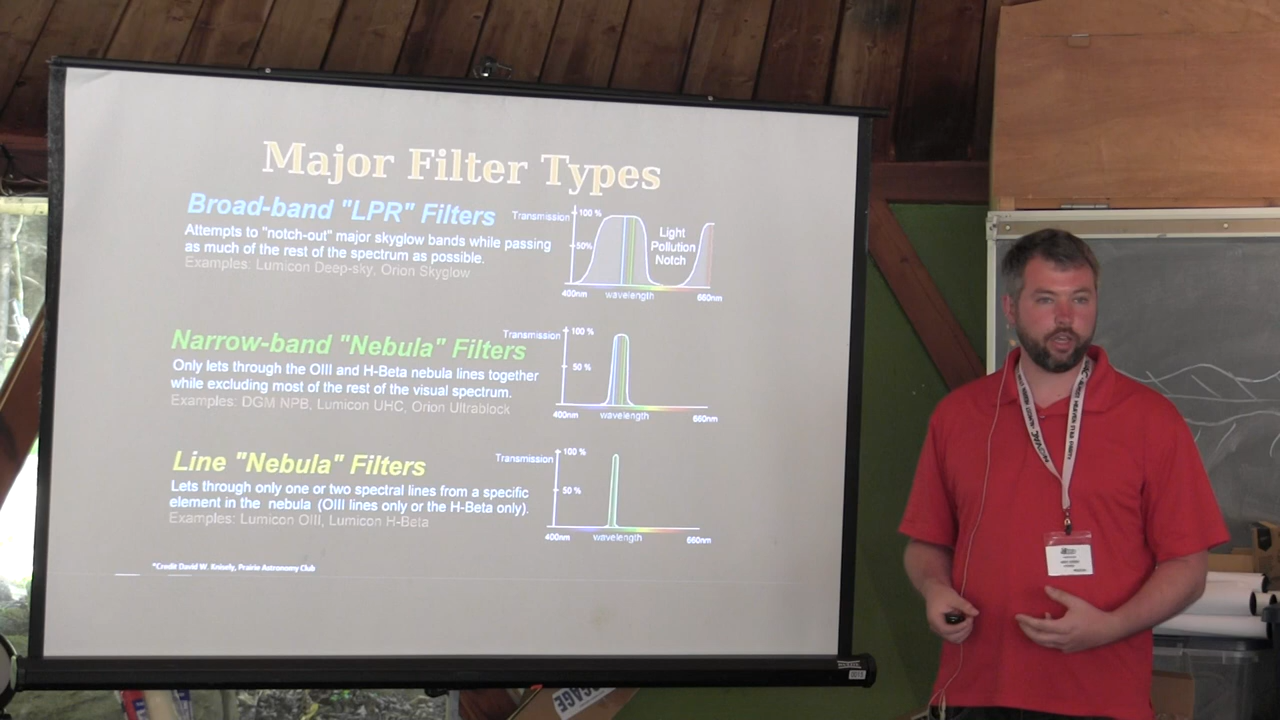 Major Filter Types
Broad-band "LPR" Filters
Attempts to "notch-out" major skyglow bands while passing
as much of the rest of the spectrum as possible.
Examples: Lumicon Deep-sky, Orion Skyglow
Transmission
100 %
50%
Light
Pollution
Notch
400nm wavelength 660nm
Narrow-band "Nebula" Filters
Only lets through the OIII and H-Beta nebula lines together
while excluding most of the rest of the visual spectrum.
Examples: DGM NPB, Lumicon UHC, Orion Ultrablock
Transmission
100 %
50 %
400nm wavelength 660nm
Line "Nebula" Filters
Lets through only one or two spectral lines from a specific
element in the nebula (OIII lines only or the H-Beta only).
Examples: Lumicon OIII, Lumicon H-Beta
Transmission
100 %
50 %
400nm wavelength 660nm
*Credit David W. Knisely, Prairie Astronomy Club
NOVAC